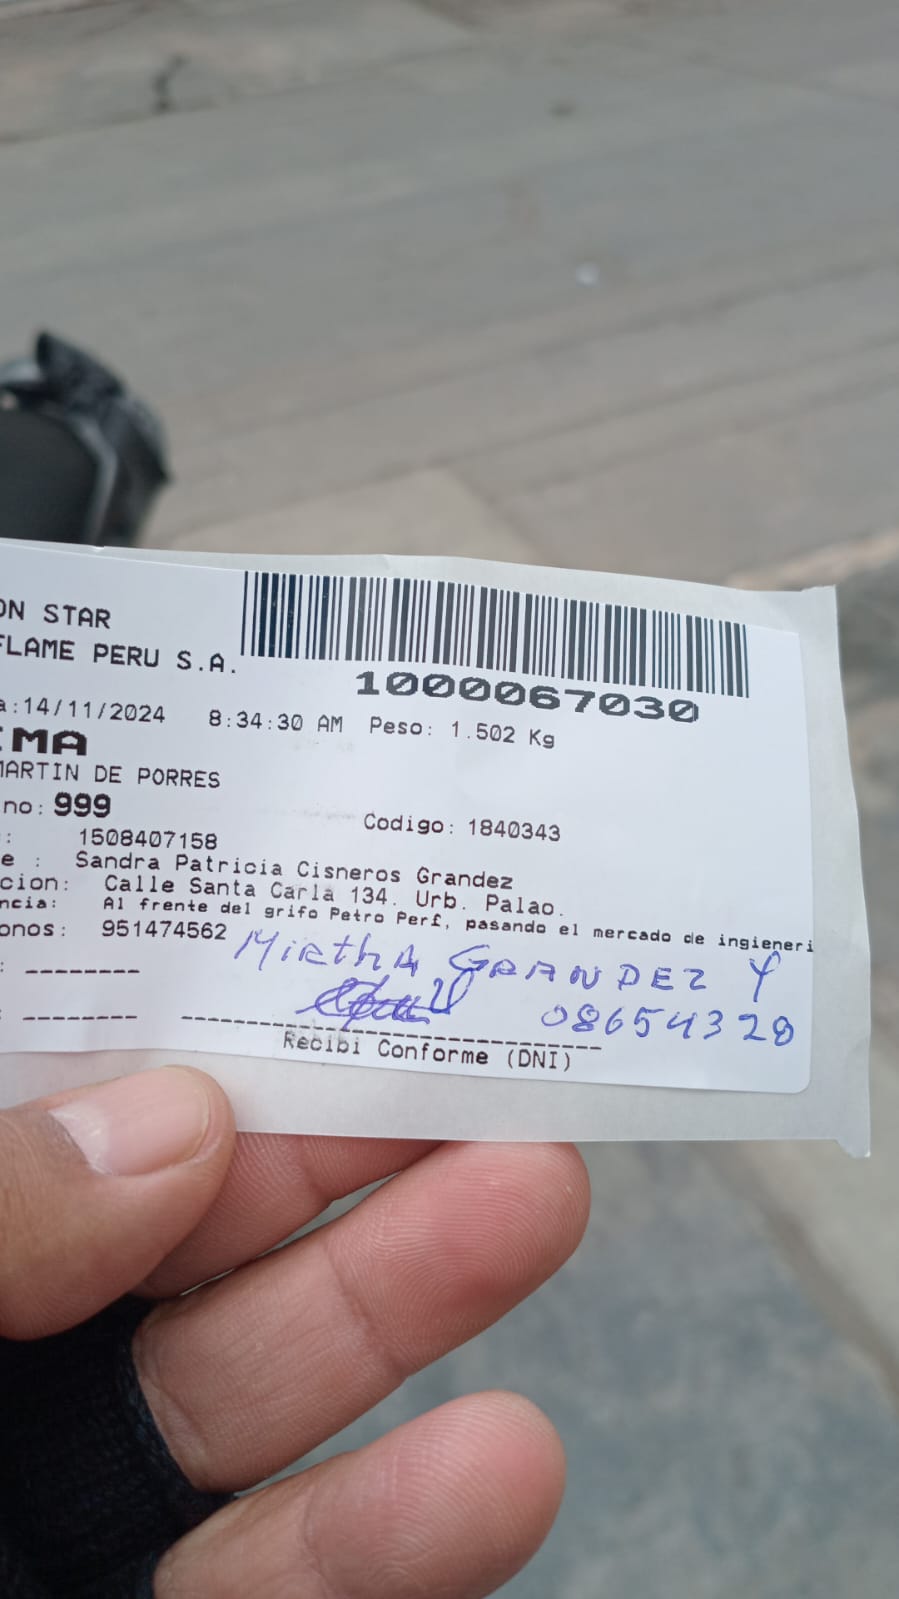 ON STAR
FLAME PERU S.A.
1000067030
a:14/11/2024 8:34:30 AM Peso: 1.502 Kg
IMA
MARTIN DE PORRES
no: 999 Codigo: 1840343
: 1508407158
e : Sandra Patricia Cisneros Grandez
cion: Calle Santa Carla 134. Urb. Palao.
ncia: Al frente del grifo Petro Perf, pasando el mercado de ingieneri
onos: 951474562
Mirtha GRANDEZ Y
: --------
08654328
: --------
Recibi Conforme (DNI)